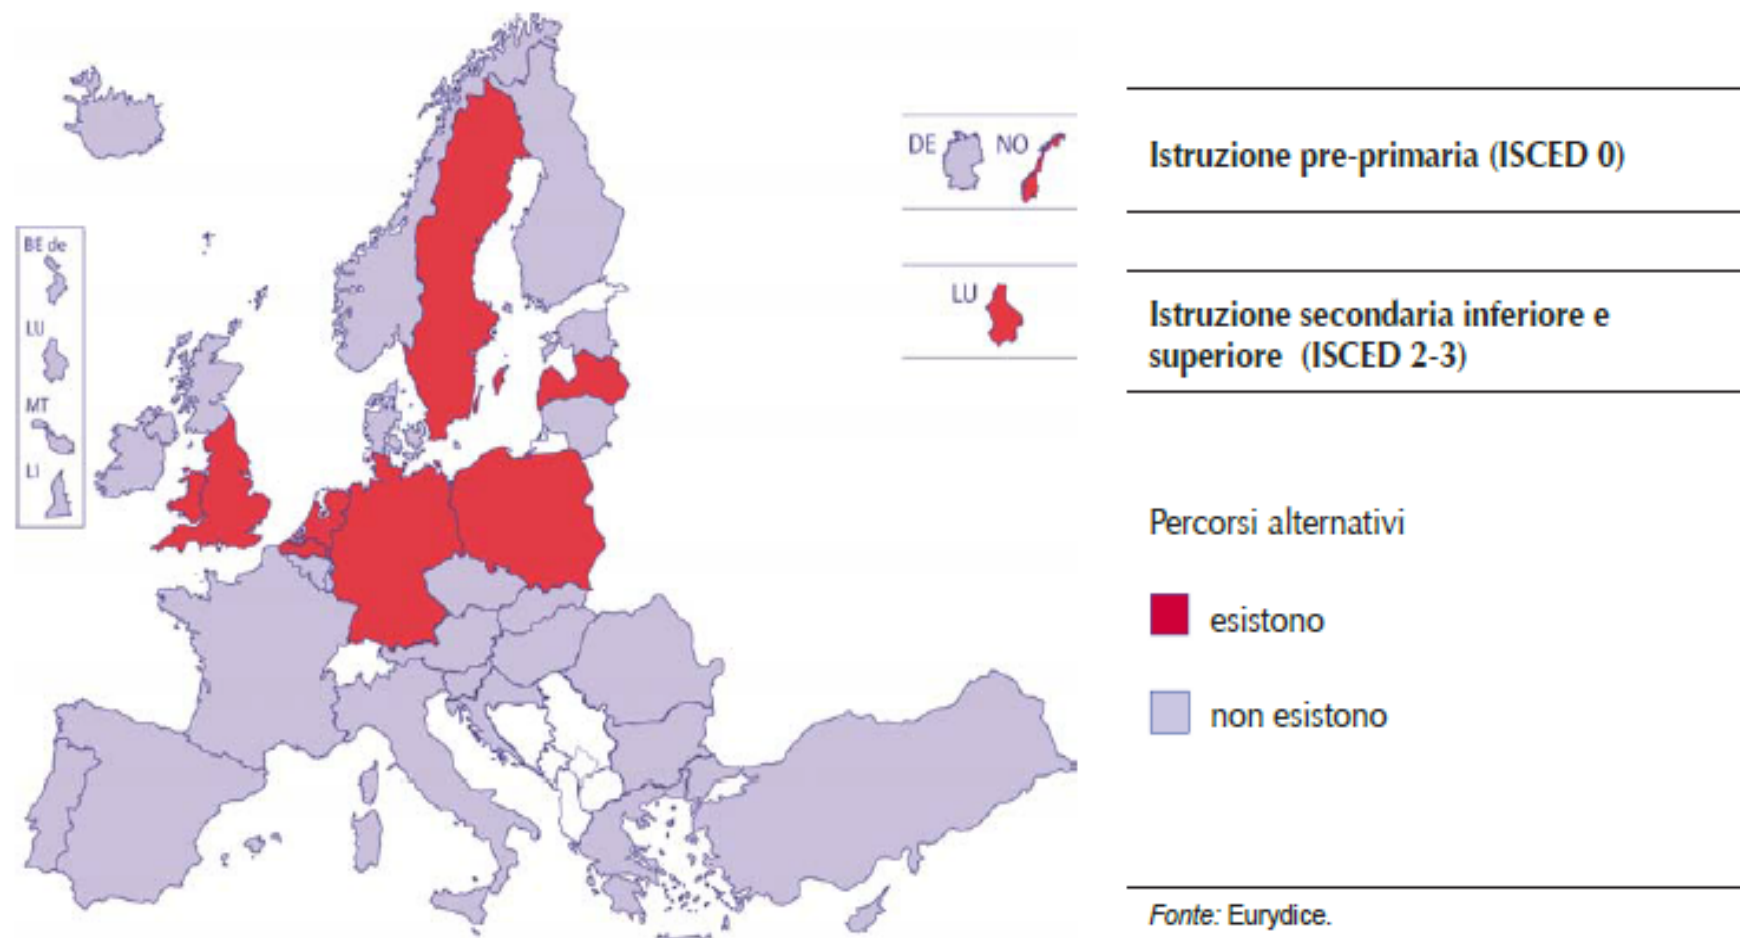 BE de
LU
MT
LI
DE
NO
LU
Istruzione pre-primaria (ISCED 0)
Istruzione secondaria inferiore e
superiore (ISCED 2-3)
Percorsi alternativi
esistono
non esistono
Fonte: Eurydice.